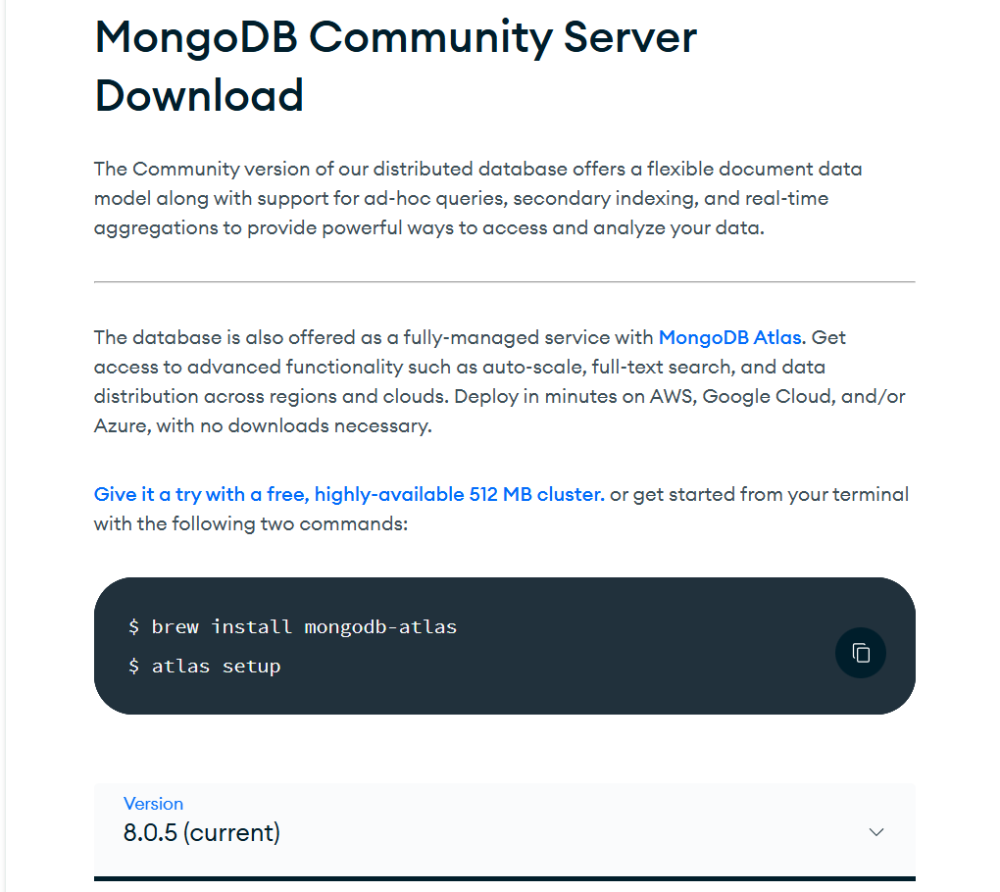 MongoDB Community Server
Download
The Community version of our distributed database offers a flexible document data
model along with support for ad-hoc queries, secondary indexing, and real-time
aggregations to provide powerful ways to access and analyze your data.
The database is also offered as a fully-managed service with MongoDB Atlas. Get
access to advanced functionality such as auto-scale, full-text search, and data
distribution across regions and clouds. Deploy in minutes on AWS, Google Cloud, and/or
Azure, with no downloads necessary.
Give it a try with a free, highly-available 512 MB cluster. or get started from your terminal
with the following two commands:
$ brew install mongodb-atlas
$ atlas setup
Version
8.0.5 (current)